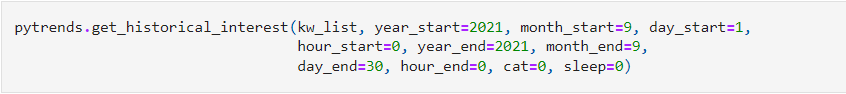 pytrends.get_historical_interest(kw_list, year_start=2021, month_start=9, day_start=1,
hour_start=0, year_end=2021, month_end=9,
day_end=30, hour_end=0, cat=0, sleep=0)